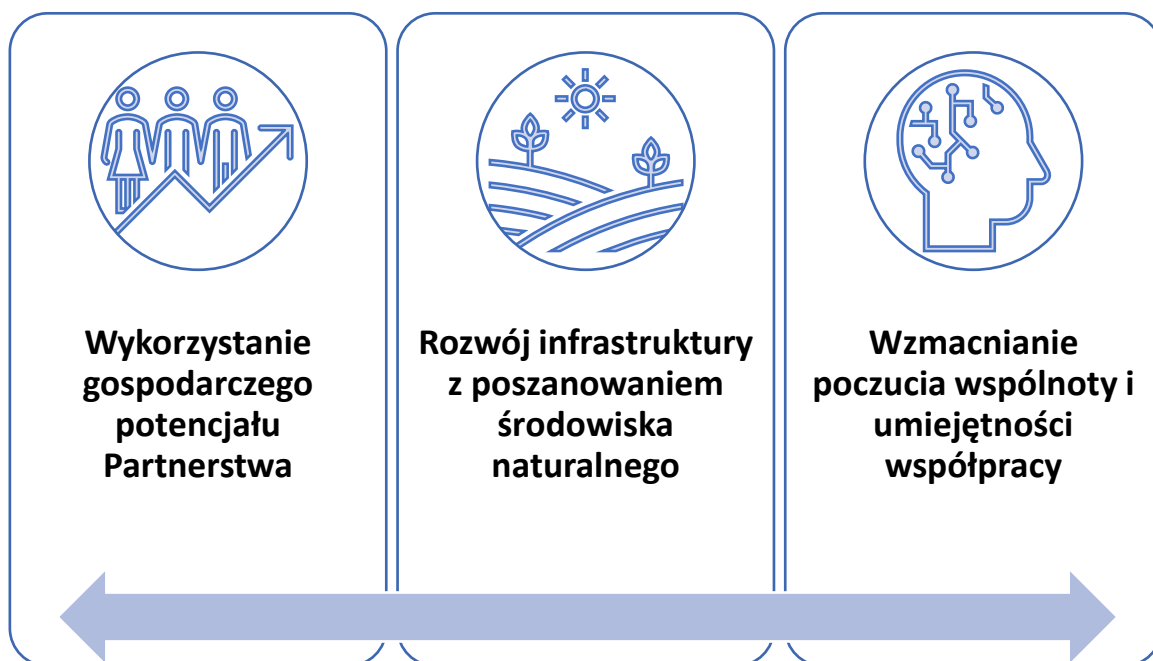 Wykorzystanie
gospodarczego
potencjału
Partnerstwa
Rozwój infrastruktury
z poszanowaniem
środowiska
naturalnego
Wzmacnianie
poczucia wspólnoty i
umiejętności
współpracy